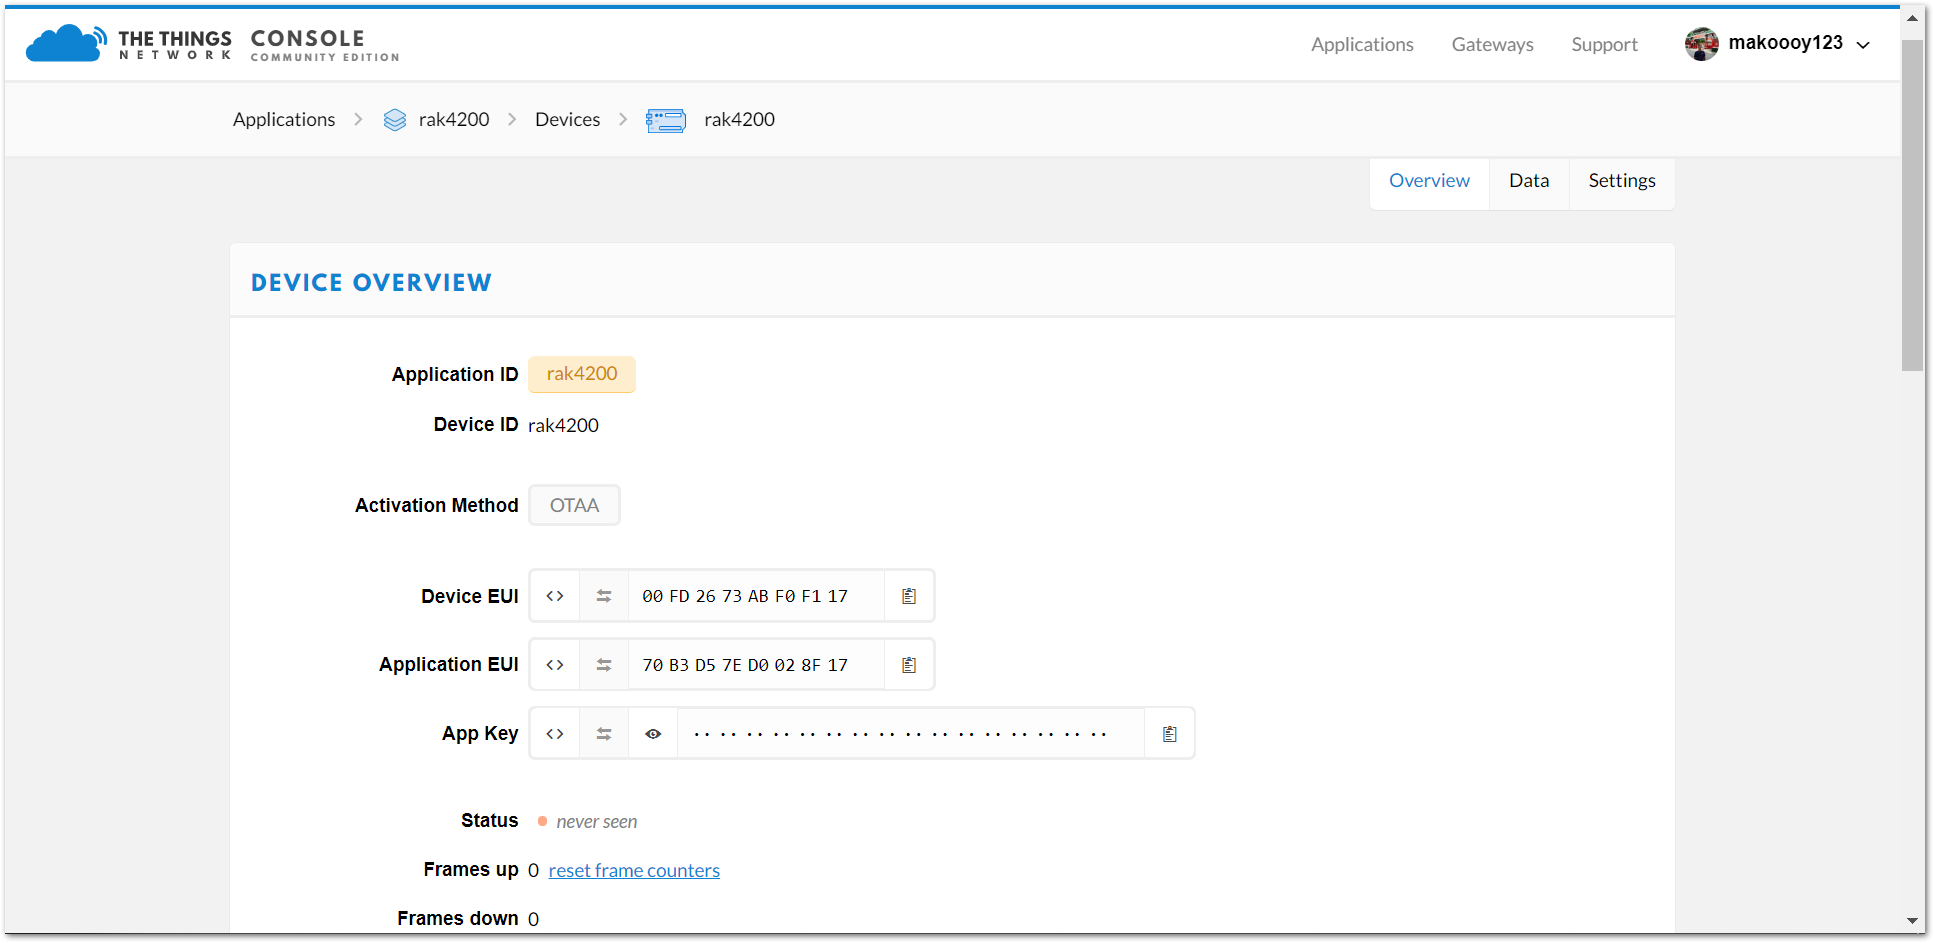 THE THINGS NETWORK CONSOLE COMMUNITY EDITION
Applications Gateways Support makoooy123
Applications > rak4200 > Devices > rak4200
Overview Data Settings
DEVICE OVERVIEW
Application ID rak4200
Device ID rak4200
Activation Method OTAA
Device EUI <> 00 FD 26 73 AB F0 F1 17
Application EUI <> 70 B3 D5 7E D0 02 8F 17
App Key <> ·· ·· ·· ·· ·· ·· ·· ·· ·· ·· ·· ·· ·· ·· ·· ··
Status never seen
Frames up 0 reset frame counters
Frames down 0